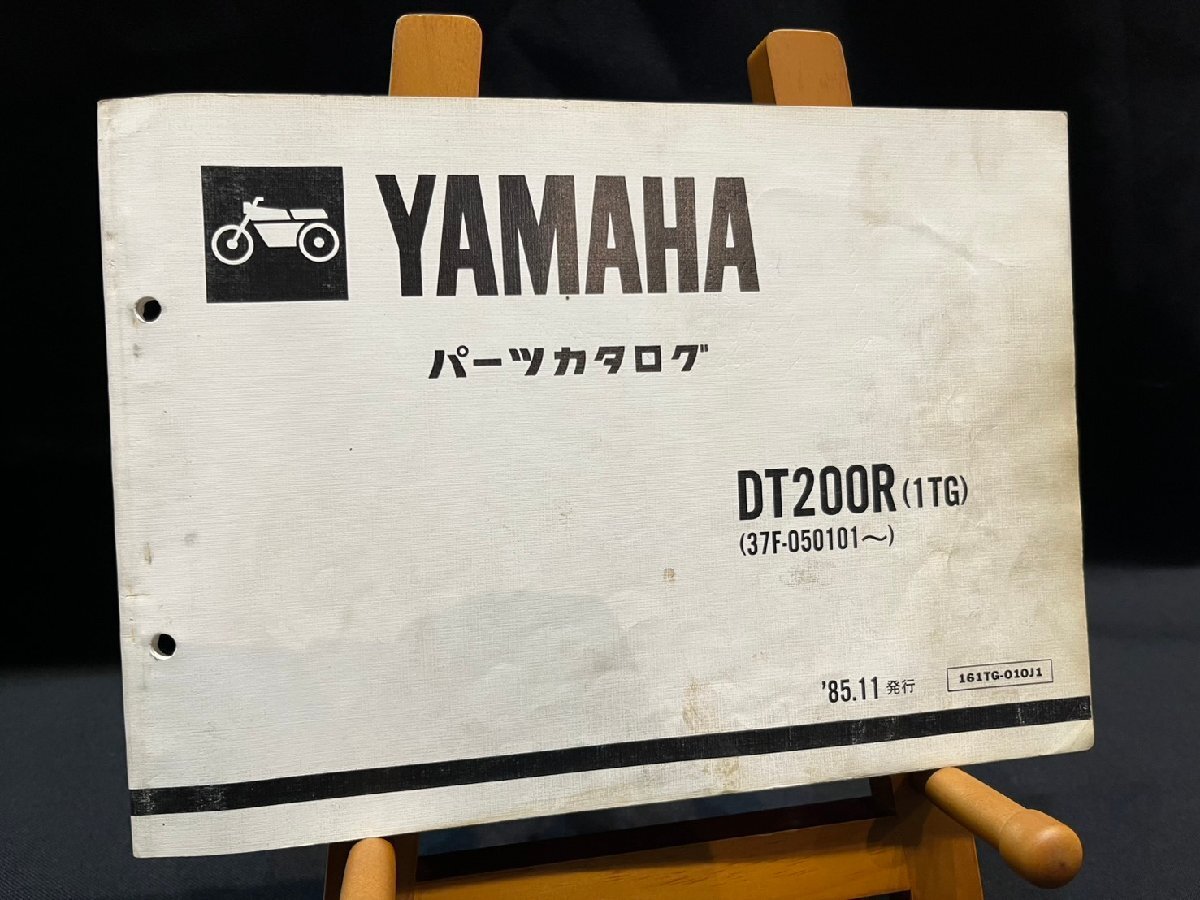 YAMAHA
パーツカタログ
DT200R (1TG)
(37F-050101〜)
'85.11 発行
161TG-010J1